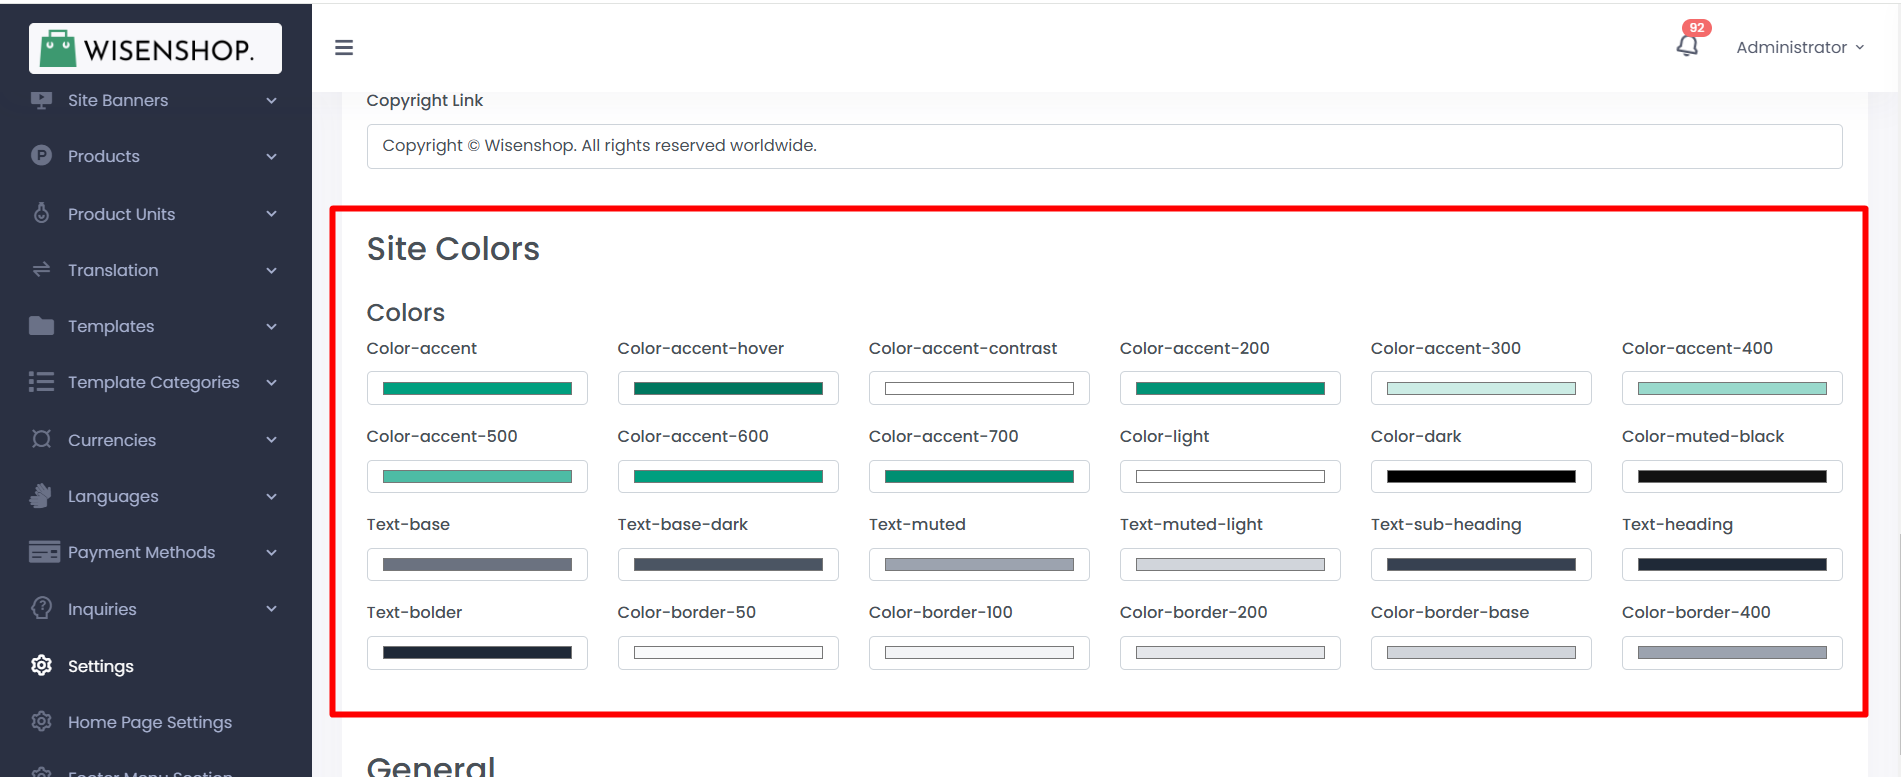 WISENSHOP.
92
Administrator
Site Banners
Products
Product Units
Translation
Templates
Template Categories
Currencies
Languages
Payment Methods
Inquiries
Settings
Home Page Settings
Footer Menu Section
Copyright Link
Copyright © Wisenshop. All rights reserved worldwide.
Site Colors
Colors
Color-accent Color-accent-hover Color-accent-contrast Color-accent-200 Color-accent-300 Color-accent-400
Color-accent-500 Color-accent-600 Color-accent-700 Color-light Color-dark Color-muted-black
Text-base Text-base-dark Text-muted Text-muted-light Text-sub-heading Text-heading
Text-bolder Color-border-50 Color-border-100 Color-border-200 Color-border-base Color-border-400
General